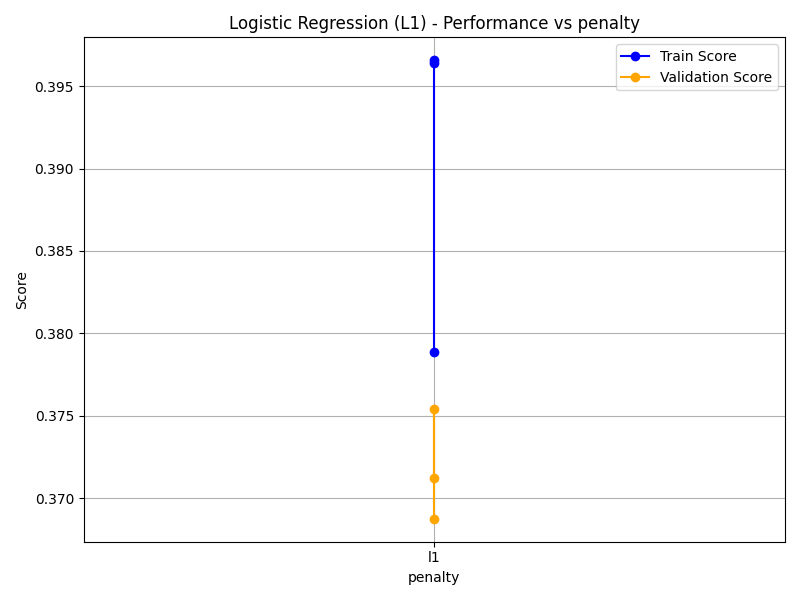 Logistic Regression (L1) - Performance vs penalty
Train Score
Validation Score
0.395
0.390
0.385
0.380
0.375
0.370
Score
l1
penalty